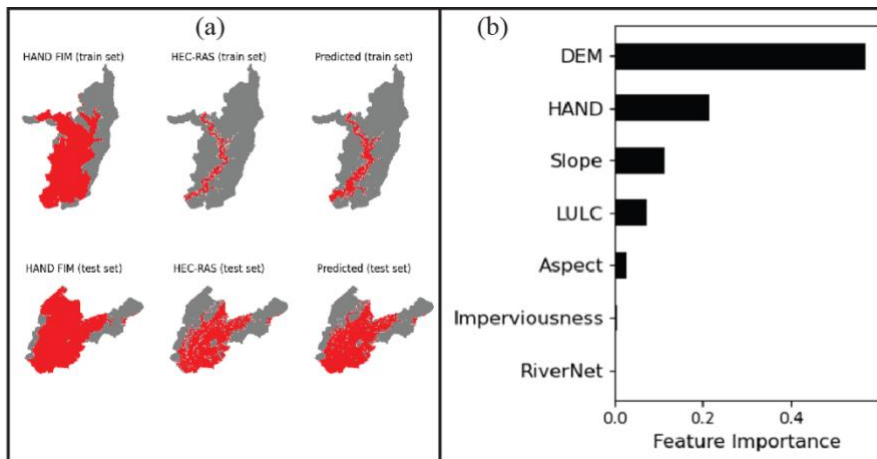 (a)
HAND FIM (train set) HEC-RAS (train set) Predicted (train set)
HAND FIM (test set) HEC-RAS (test set) Predicted (test set)
(b)
DEM
HAND
Slope
LULC
Aspect
Imperviousness
RiverNet
0.0 0.2 0.4
Feature Importance